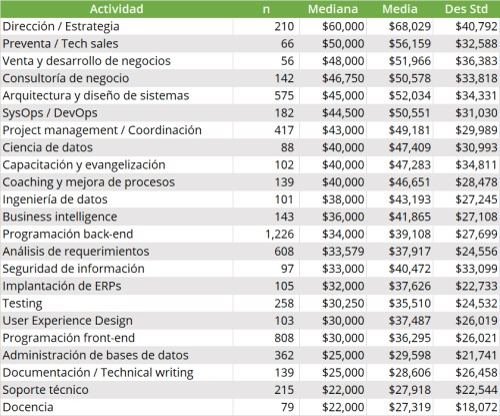 Actividad n Mediana Media Des Std
Dirección / Estrategia 210 $60,000 $68,029 $40,792
Preventa / Tech sales 66 $50,000 $56,159 $32,588
Venta y desarrollo de negocios 56 $48,000 $51,966 $36,383
Consultoría de negocio 142 $46,750 $50,578 $33,818
Arquitectura y diseño de sistemas 575 $45,000 $52,034 $34,331
SysOps / DevOps 182 $44,500 $50,551 $31,030
Project management / Coordinación 417 $43,000 $49,181 $29,989
Ciencia de datos 88 $40,000 $47,409 $30,993
Capacitación y evangelización 102 $40,000 $47,283 $34,811
Coaching y mejora de procesos 139 $40,000 $46,651 $28,478
Ingeniería de datos 101 $38,000 $43,193 $27,245
Business intelligence 143 $36,000 $41,865 $27,108
Programación back-end 1,226 $34,000 $39,108 $27,699
Análisis de requerimientos 608 $33,579 $37,917 $24,556
Seguridad de información 97 $33,000 $40,472 $33,099
Implantación de ERPs 105 $32,000 $37,626 $22,733
Testing 258 $30,250 $35,510 $24,532
User Experience Design 103 $30,000 $37,487 $26,019
Programación front-end 808 $30,000 $36,295 $26,021
Administración de bases de datos 362 $25,000 $29,598 $21,741
Documentación / Technical writing 139 $25,000 $28,606 $26,458
Soporte técnico 215 $22,000 $27,918 $22,544
Docencia 79 $22,000 $27,319 $18,072